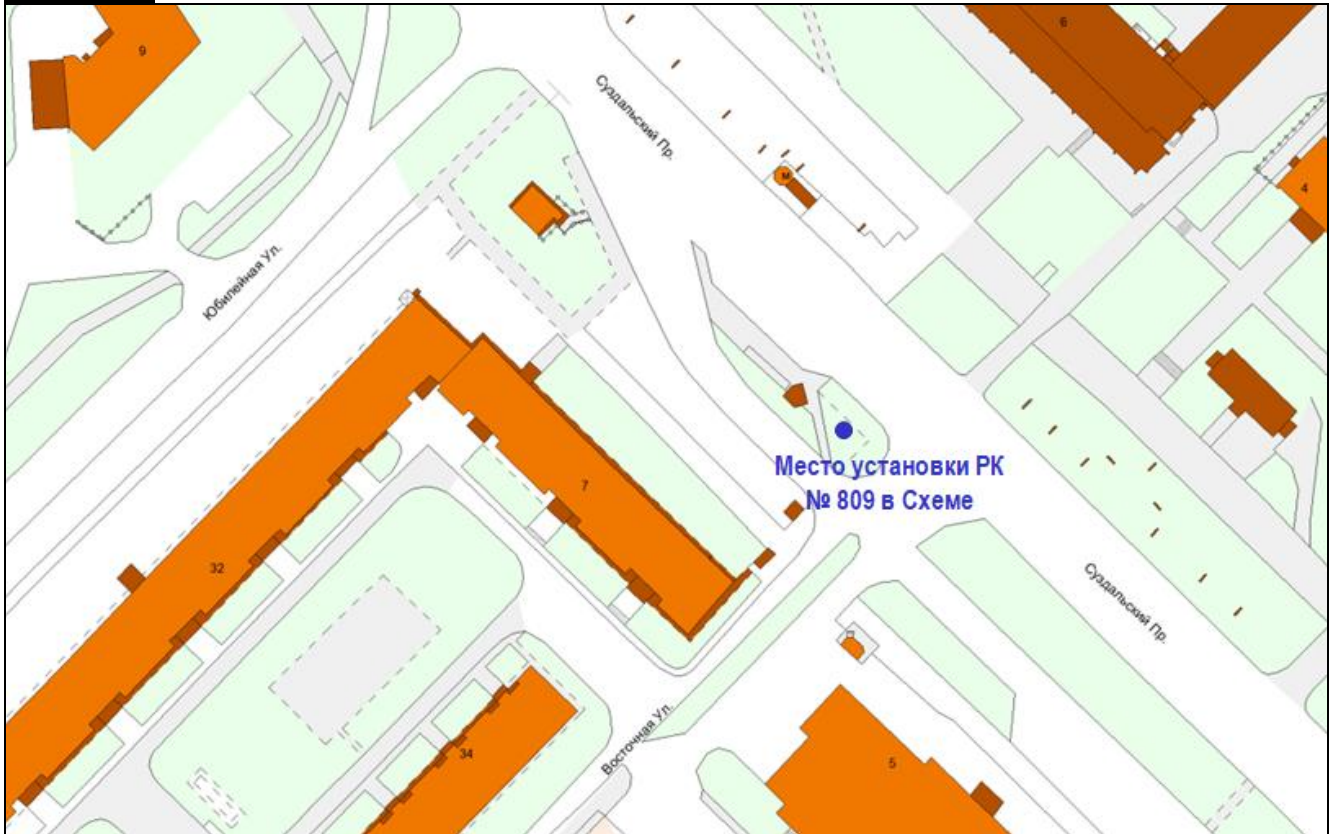 9
6
Суздальский Пр.
м
4
Юбилейная Ул.
Место установки РК
№ 809 в Схеме
7
32
Суздальский Пр.
Восточная Ул.
34
5